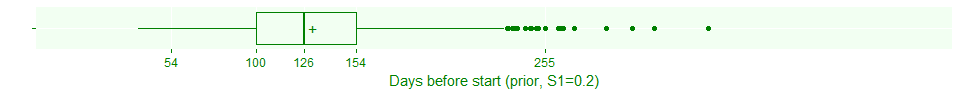 54 100 126 154 255
Days before start (prior, S1=0.2)